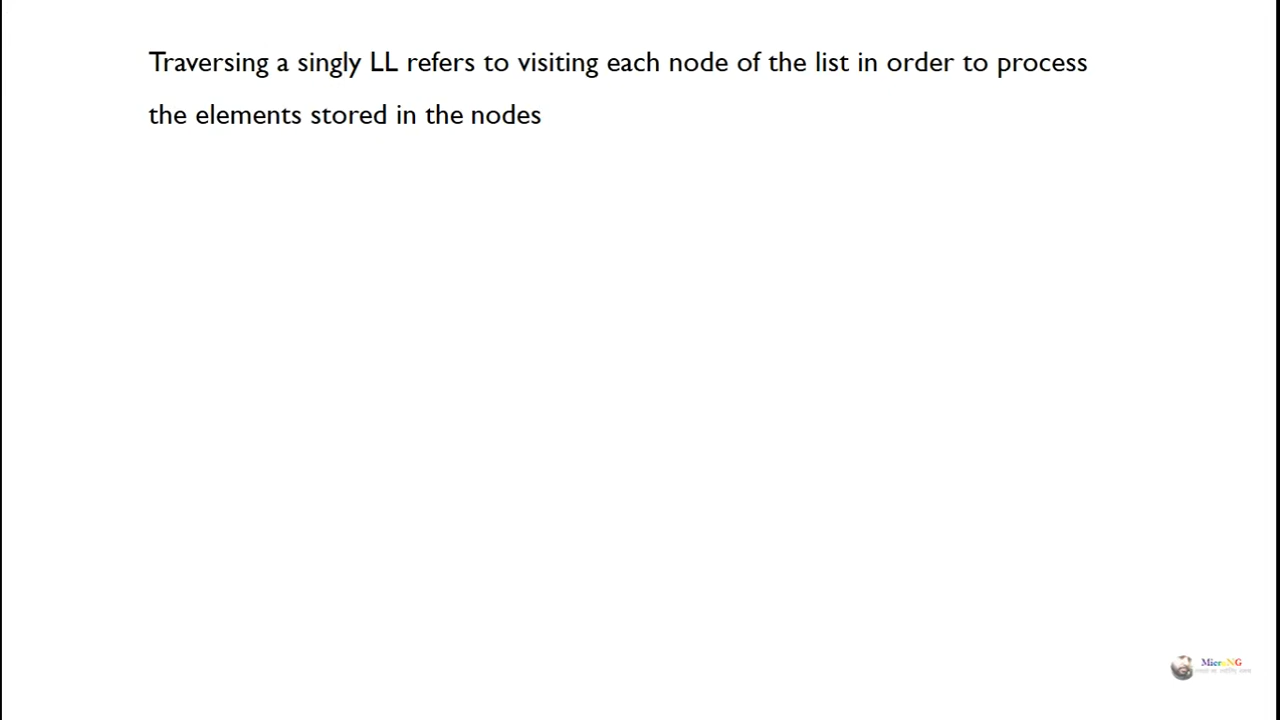 Traversing a singly LL refers to visiting each node of the list in order to process
the elements stored in the nodes
MicroNG